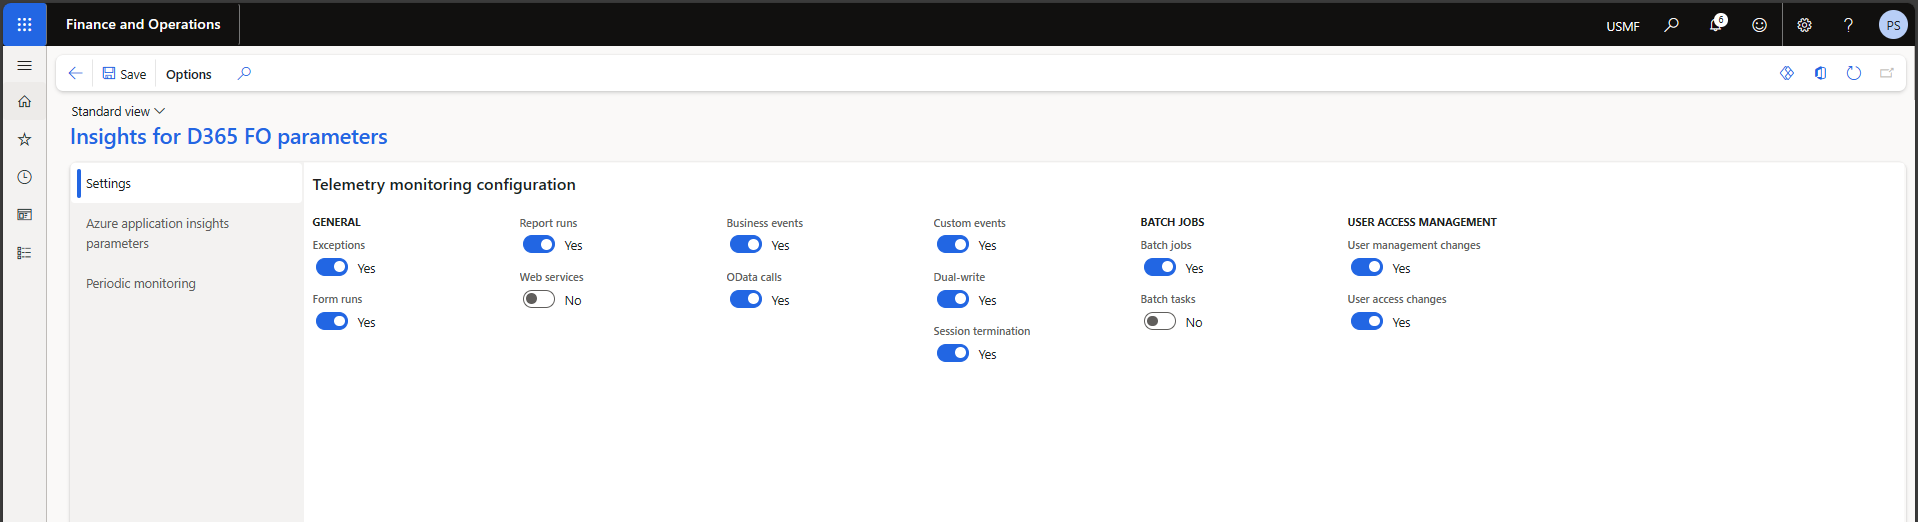 Finance and Operations
USMF
6
PS
Save
Options
Standard view
Insights for D365 FO parameters
Settings
Azure application insights
parameters
Periodic monitoring
Telemetry monitoring configuration
GENERAL
Exceptions
Yes
Form runs
Yes
Report runs
Yes
Web services
No
Business events
Yes
OData calls
Yes
Custom events
Yes
Dual-write
Yes
Session termination
Yes
BATCH JOBS
Batch jobs
Yes
Batch tasks
No
USER ACCESS MANAGEMENT
User management changes
Yes
User access changes
Yes